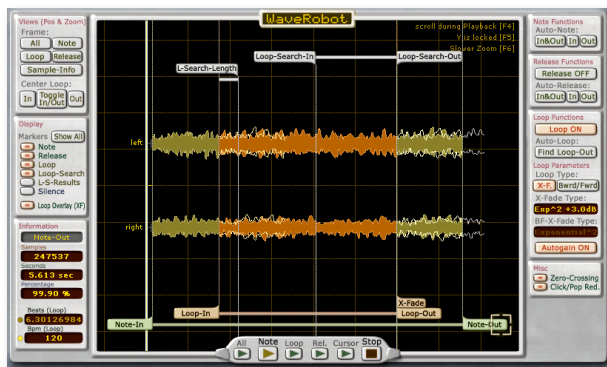 WaveRobot
Views (Pos & Zoom)
Frame:
All Note
Loop Release
Sample-Info
Center Loop:
In Toggle In/Out Out
Display
Markers Show All
Note
Release
Loop
Loop-Search
L-S-Results
Silence
Loop Overlay (XF)
Information
Note-Out
Samples
247537
Seconds
5.613 sec
Percentage
99.90 %
Beats (Loop)
6.30126984
Bpm (Loop)
120
scroll during Playback [F4]
Y is locked [F5]
Slower Zoom [F6]
Loop-Search-In
Loop-Search-Out
L-Search-Length
left
right
X-Fade
Loop-In
Loop-Out
Note-In
Note-Out
All Note Loop Rel. Cursor Stop
Note Functions
Auto-Note:
In&Out In Out
Release Functions
Release OFF
Auto-Release:
In&Out In Out
Loop Functions
Loop ON
Auto-Loop:
Find Loop-Out
Loop Parameters
Loop Type:
X-F. Bwrd/Fwrd
X-Fade Type:
Exp^2 +3.0dB
BF-X-Fade Type:
Exponential^2
Autogain ON
Misc
Zero-Crossing
Click/Pop Red.